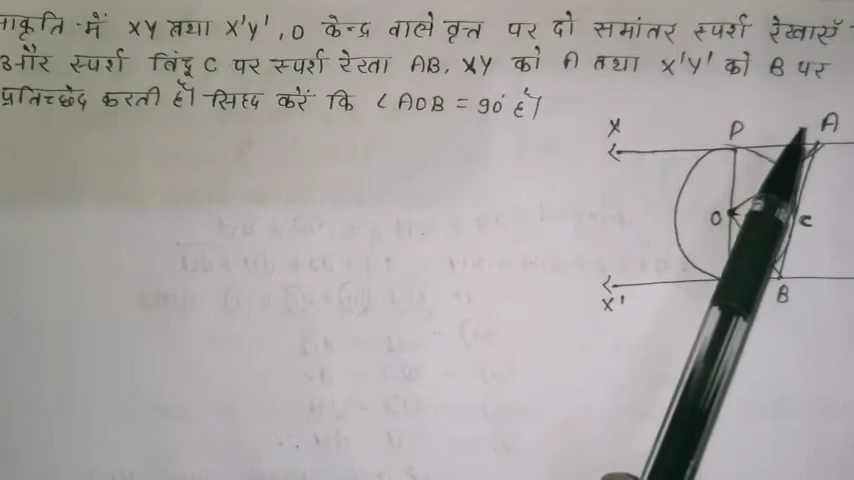 आकृति में XY तथा X'Y', O केन्द्र वाले वृत्त पर दो समांतर स्पर्श रेखाएँ
और स्पर्श बिंदु C पर स्पर्श रेखा AB, XY को A तथा X'Y' को B पर
प्रतिच्छेद करती है। सिद्ध करें कि ∠AOB = 90° है।
X P A
O C
X' B